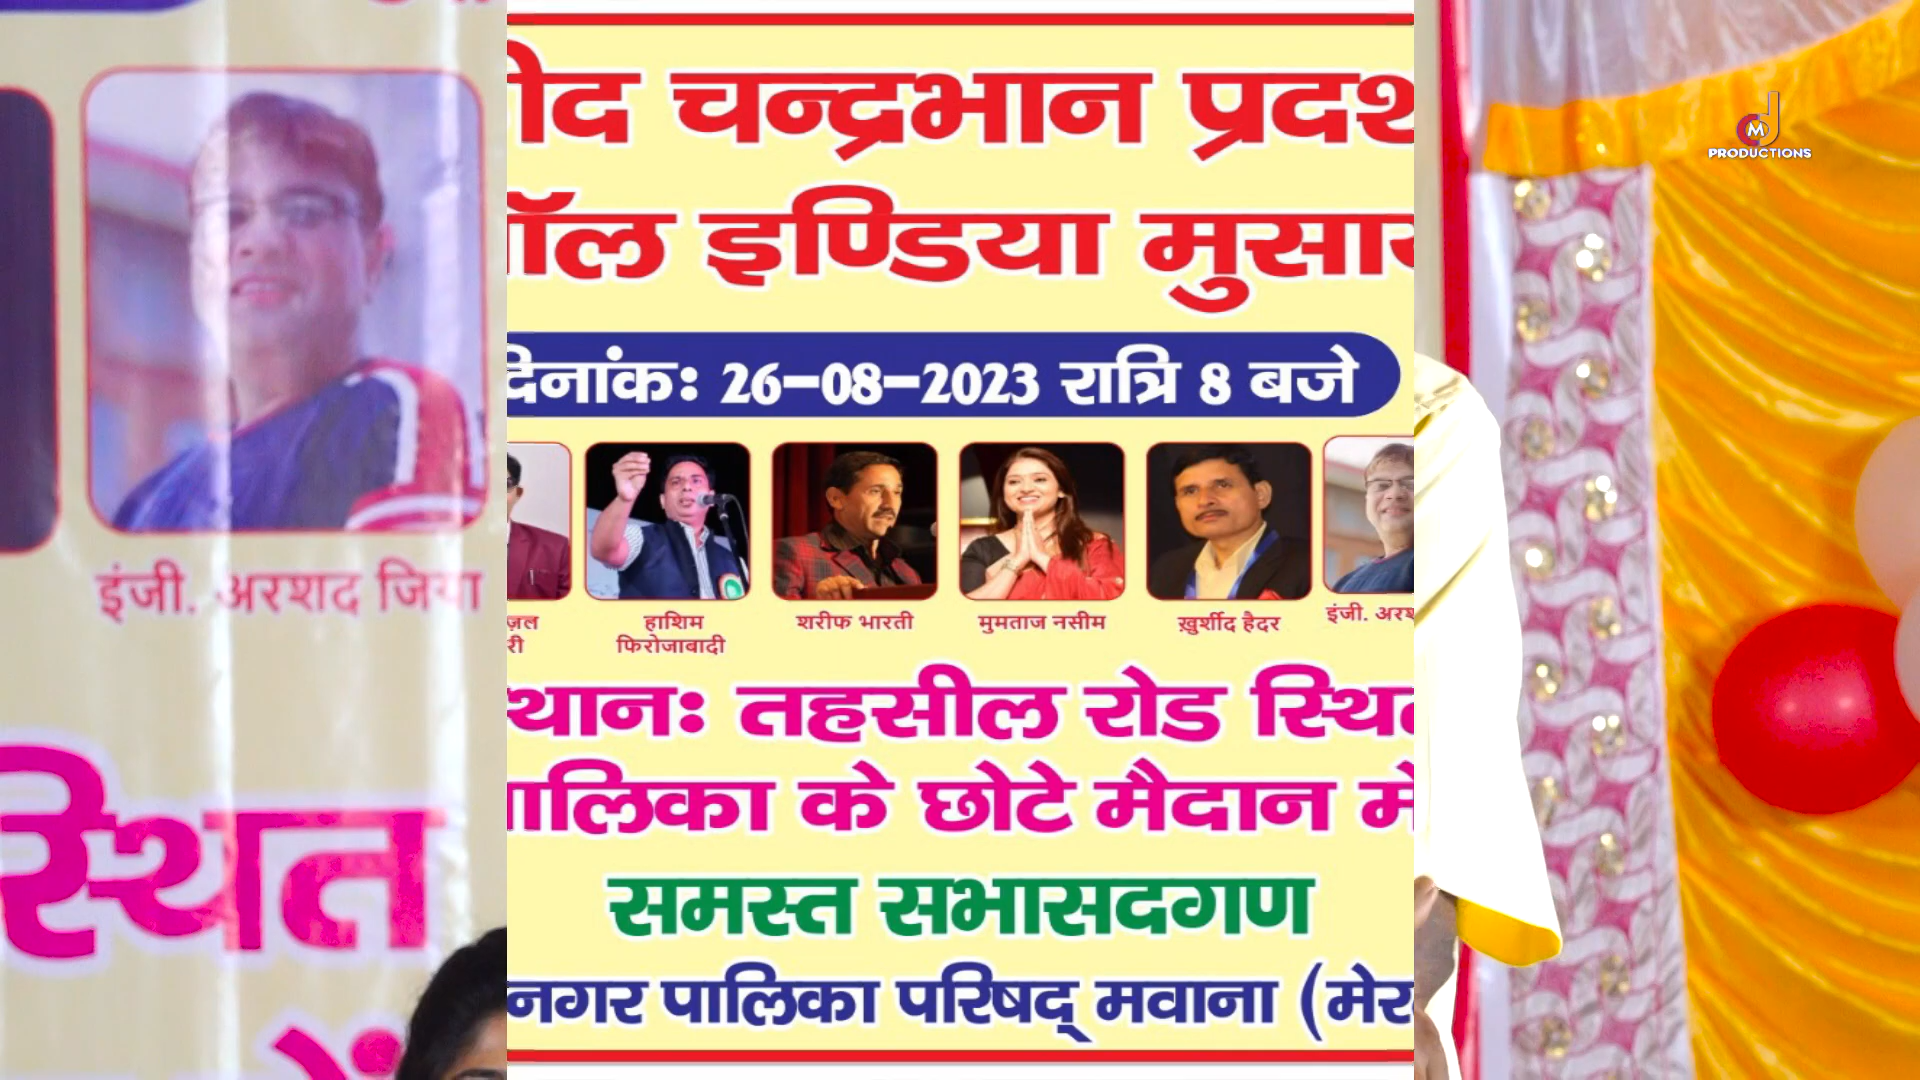 इंजी. अरशद जिया
स्थित
ीद चन्द्रभान प्रदश
ॉल इण्डिया मुसाय
दिनांकः 26-08-2023 रात्रि 8 बजे
ज़ल
री
हाशिम
फिरोजाबादी
शरीफ भारती
मुमताज नसीम
ख़ुर्शीद हैदर
इंजी. अरश
थानः तहसील रोड स्थित
ालिका के छोटे मैदान में
समस्त सभासदगण
नगर पालिका परिषद् मवाना (मेर
M
PRODUCTIONS